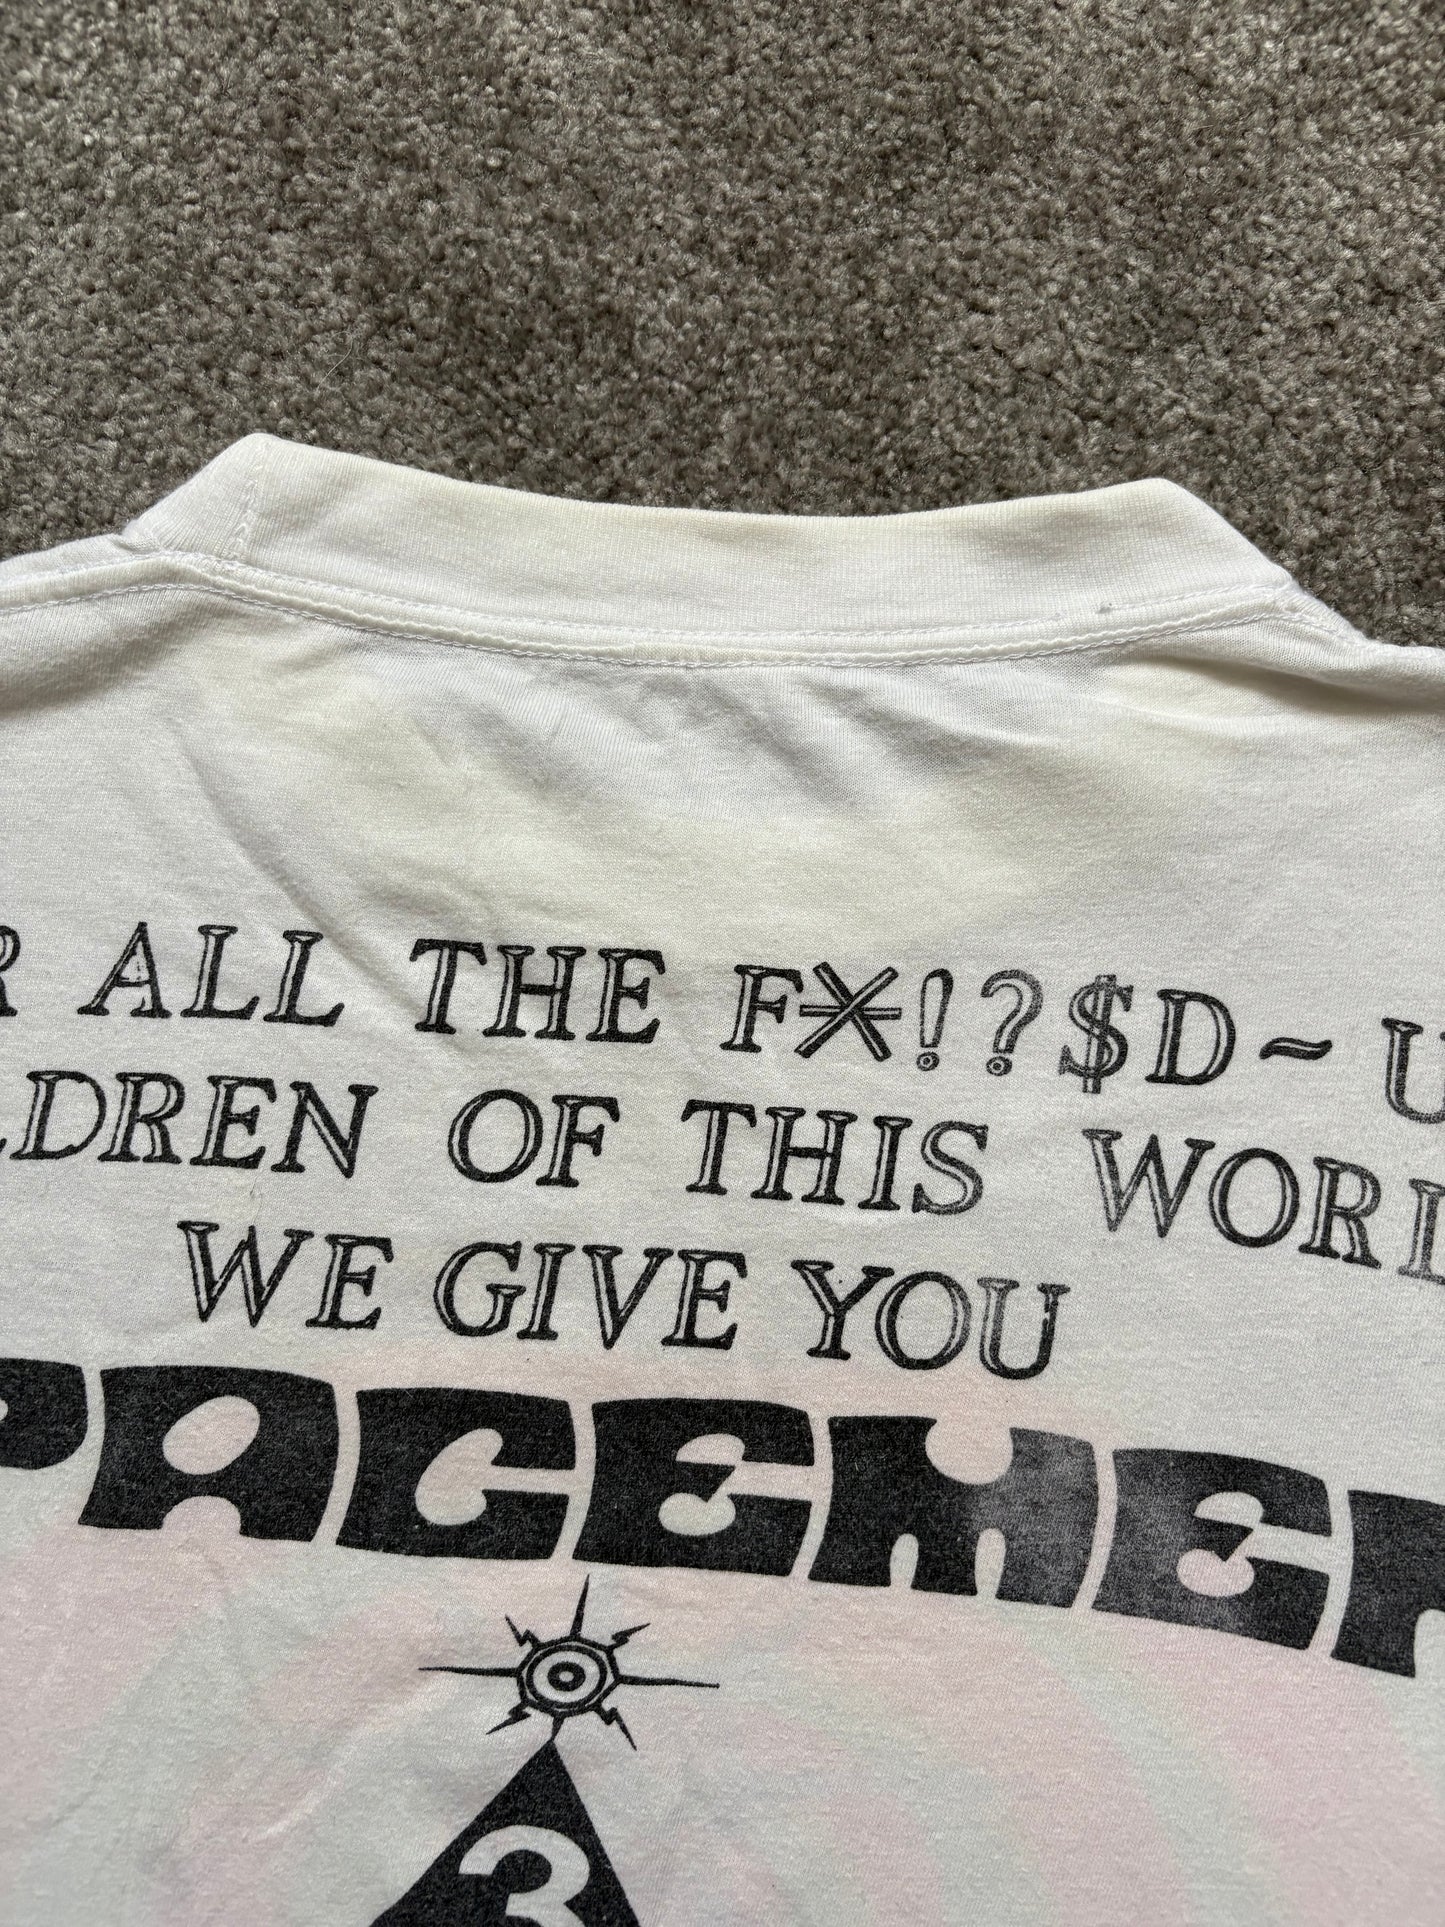 R ALL THE F*!?$D~U
LDREN OF THIS WORL
WE GIVE YOU
PACEMEN
3